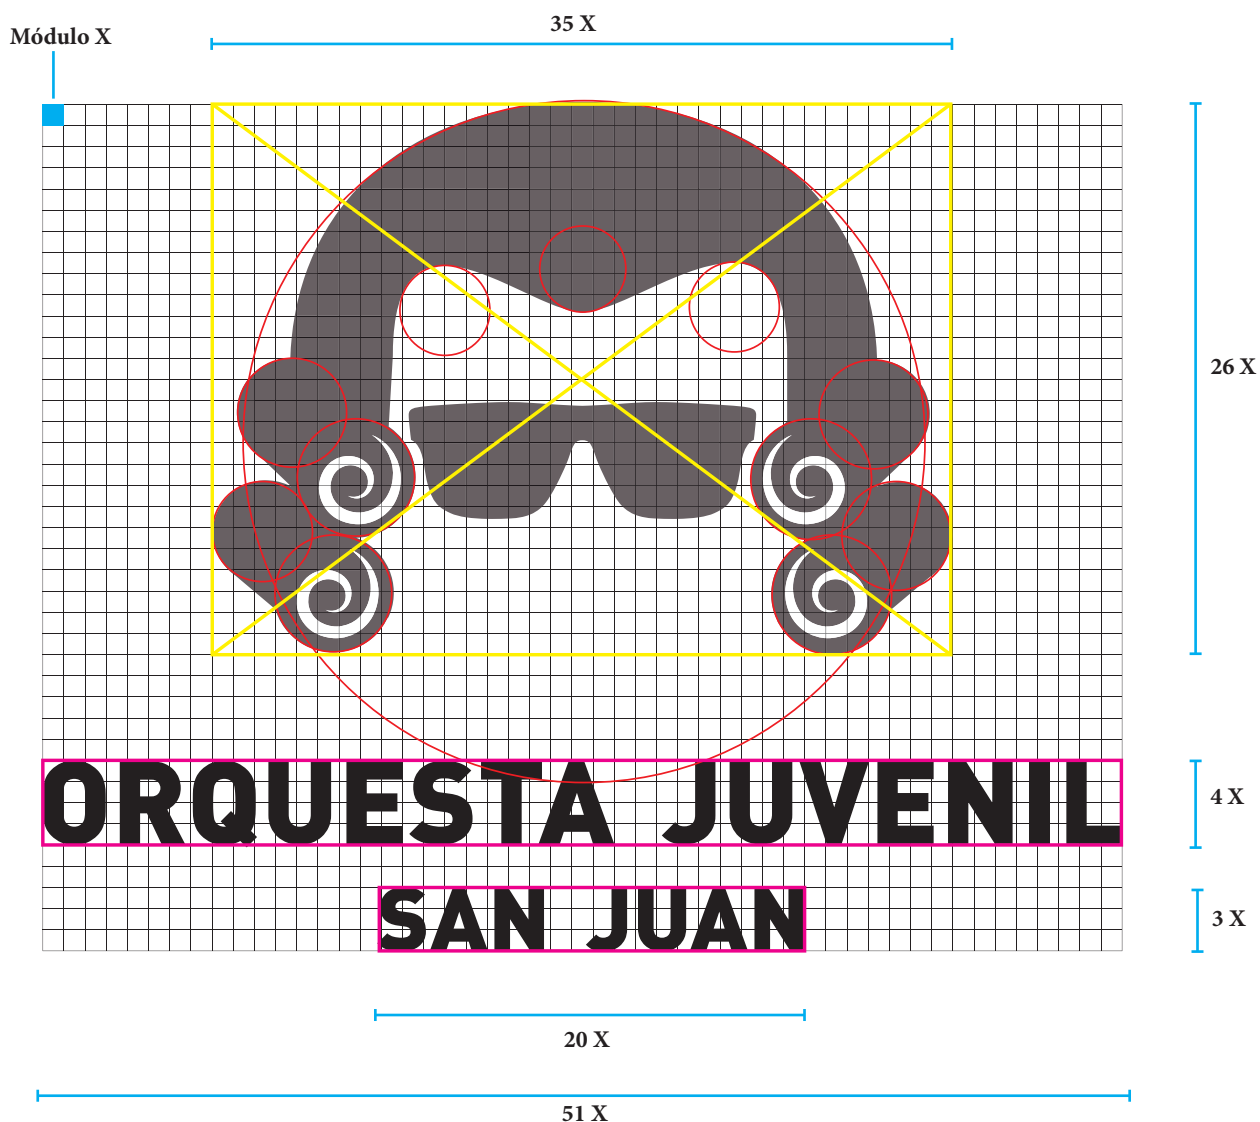 35 X
Módulo X
26 X
ORQUESTA JUVENIL
4 X
SAN JUAN
3 X
20 X
51 X